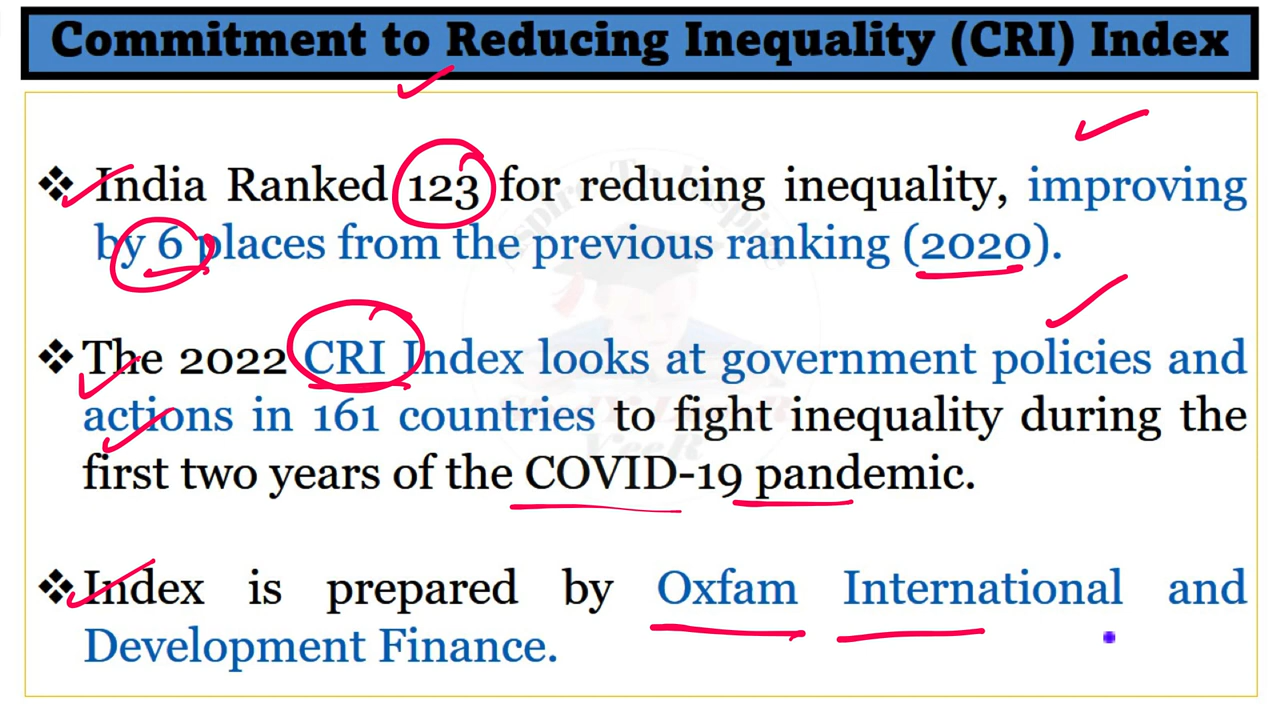 Commitment to Reducing Inequality (CRI) Index
❖ India Ranked 123 for reducing inequality, improving
by 6 places from the previous ranking (2020).
❖ The 2022 CRI Index looks at government policies and
actions in 161 countries to fight inequality during the
first two years of the COVID-19 pandemic.
❖ Index is prepared by Oxfam International and
Development Finance.